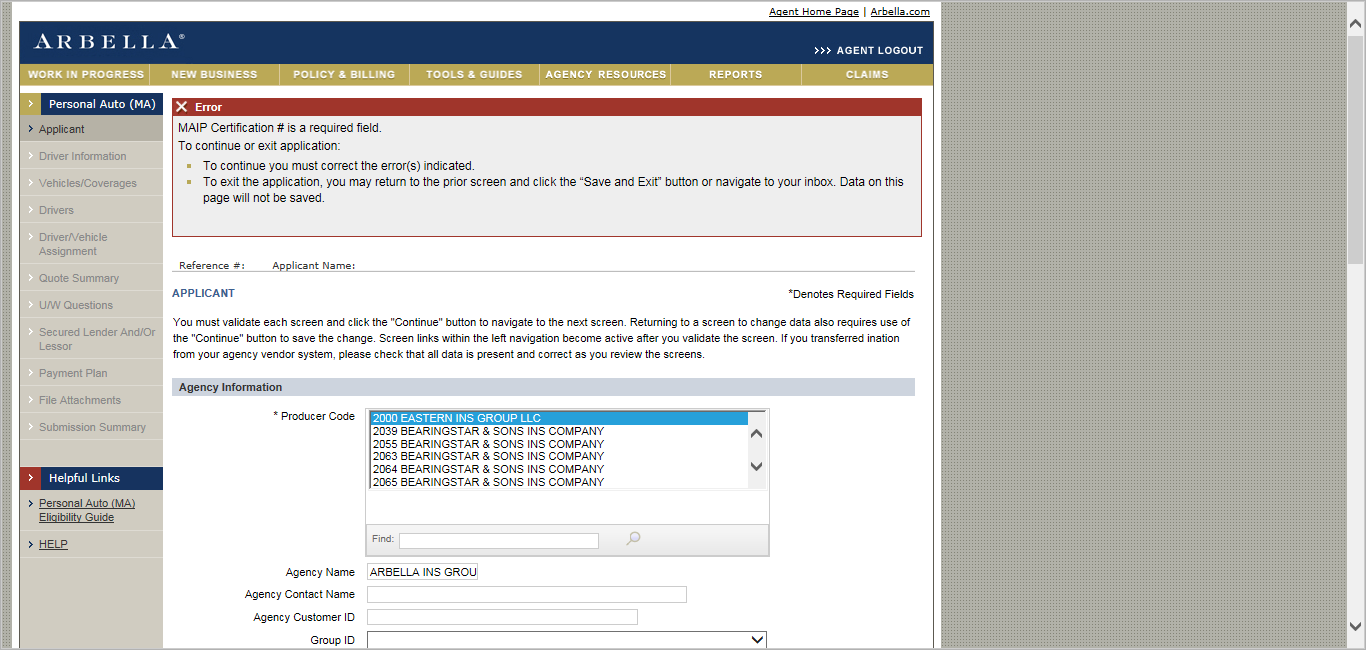 Agent Home Page | Arbella.com
ARBELLA®
>>> AGENT LOGOUT
WORK IN PROGRESS NEW BUSINESS POLICY & BILLING TOOLS & GUIDES AGENCY RESOURCES REPORTS CLAIMS
Personal Auto (MA)
Applicant
Driver Information
Vehicles/Coverages
Drivers
Driver/Vehicle
Assignment
Quote Summary
U/W Questions
Secured Lender And/Or
Lessor
Payment Plan
File Attachments
Submission Summary
Helpful Links
Personal Auto (MA)
Eligibility Guide
HELP
Error
MAIP Certification # is a required field.
To continue or exit application:
To continue you must correct the error(s) indicated.
To exit the application, you may return to the prior screen and click the “Save and Exit” button or navigate to your inbox. Data on this
page will not be saved.
Reference #: Applicant Name:
APPLICANT
*Denotes Required Fields
You must validate each screen and click the "Continue" button to navigate to the next screen. Returning to a screen to change data also requires use of
the "Continue" button to save the change. Screen links within the left navigation become active after you validate the screen. If you transferred ination
from your agency vendor system, please check that all data is present and correct as you review the screens.
Agency Information
* Producer Code
2000 EASTERN INS GROUP LLC
2039 BEARINGSTAR & SONS INS COMPANY
2055 BEARINGSTAR & SONS INS COMPANY
2063 BEARINGSTAR & SONS INS COMPANY
2064 BEARINGSTAR & SONS INS COMPANY
2065 BEARINGSTAR & SONS INS COMPANY
Find:
Agency Name ARBELLA INS GROU
Agency Contact Name
Agency Customer ID
Group ID